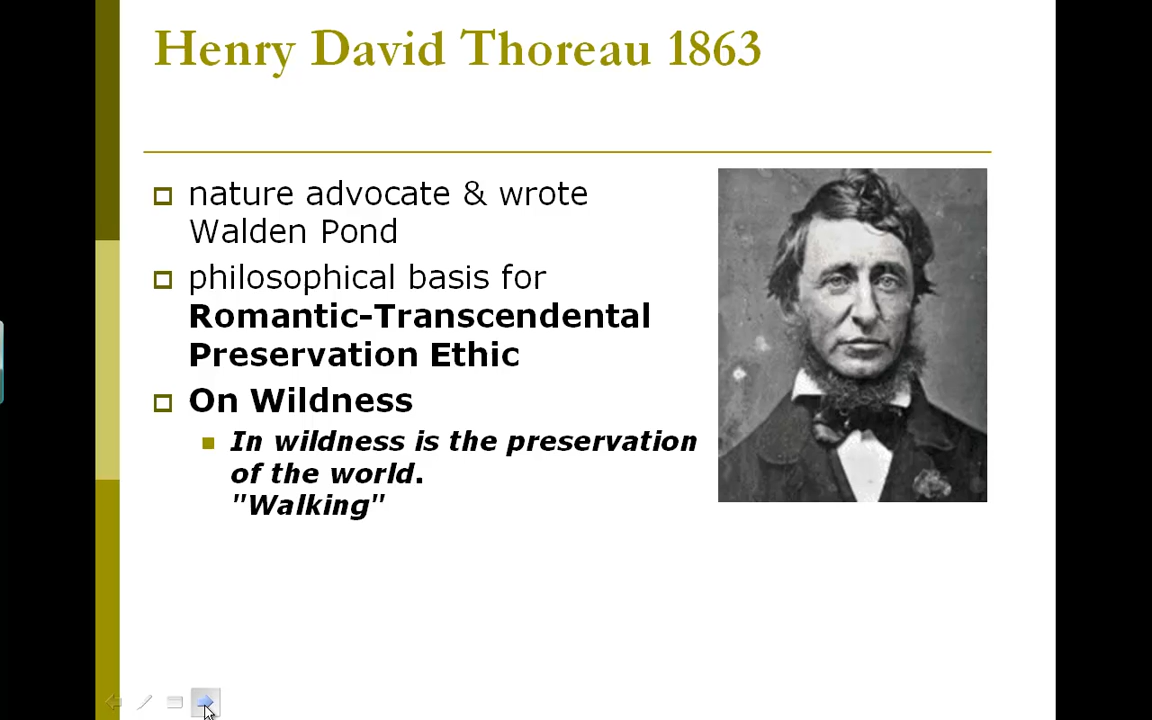 Henry David Thoreau 1863
nature advocate & wrote
Walden Pond
philosophical basis for
Romantic-Transcendental
Preservation Ethic
On Wildness
In wildness is the preservation
of the world.
"Walking"